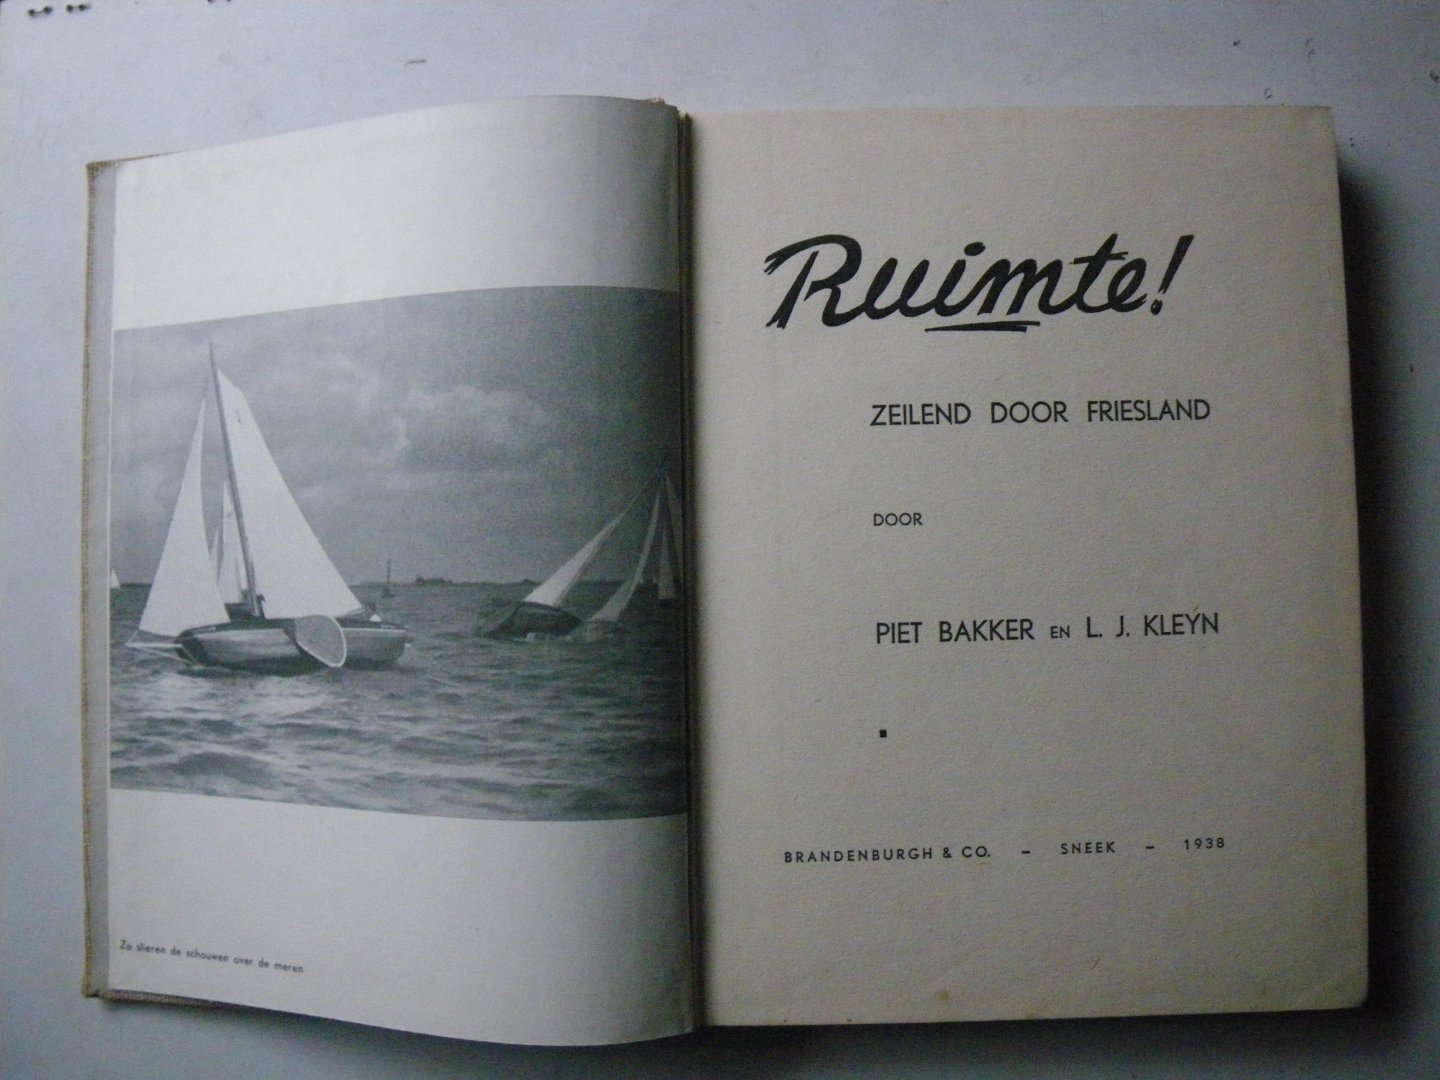 Zo slieren de schouwen over de meren
Ruimte!
ZEILEND DOOR FRIESLAND
DOOR
PIET BAKKER EN L. J. KLEYN
BRANDENBURGH & CO. – SNEEK – 1938